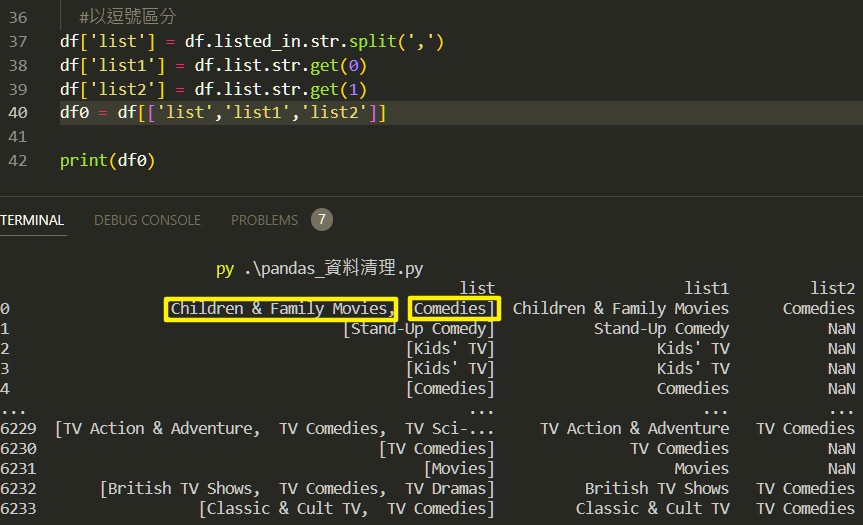 36 #以逗號區分
37 df['list'] = df.listed_in.str.split(',')
38 df['list1'] = df.list.str.get(0)
39 df['list2'] = df.list.str.get(1)
40 df0 = df[['list','list1','list2']]
41
42 print(df0)
TERMINAL DEBUG CONSOLE PROBLEMS 7
py .\pandas_資料清理.py
list list1 list2
0 Children & Family Movies, Comedies] Children & Family Movies Comedies
1 [Stand-Up Comedy] Stand-Up Comedy NaN
2 [Kids' TV] Kids' TV NaN
3 [Kids' TV] Kids' TV NaN
4 [Comedies] Comedies NaN
... ... ... ...
6229 [TV Action & Adventure, TV Comedies, TV Sci-... TV Action & Adventure TV Comedies
6230 [TV Comedies] TV Comedies NaN
6231 [Movies] Movies NaN
6232 [British TV Shows, TV Comedies, TV Dramas] British TV Shows TV Comedies
6233 [Classic & Cult TV, TV Comedies] Classic & Cult TV TV Comedies